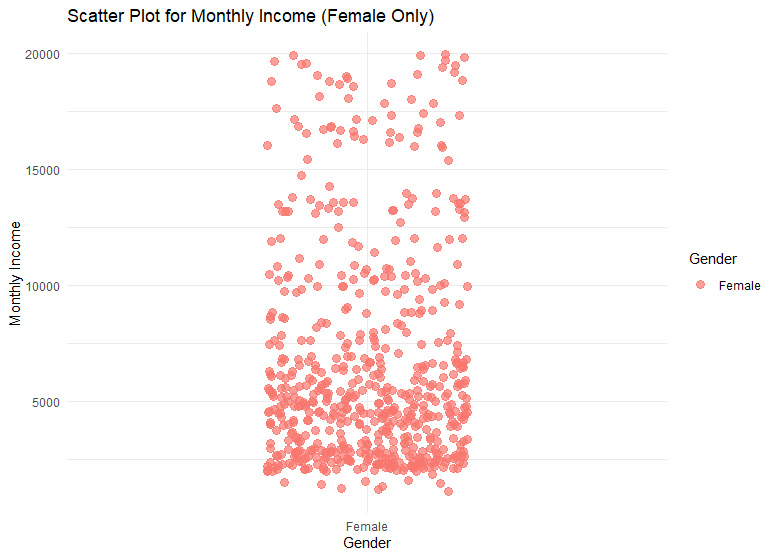 Scatter Plot for Monthly Income (Female Only)
20000
15000
10000
5000
Monthly Income
Female
Gender
Gender
Female